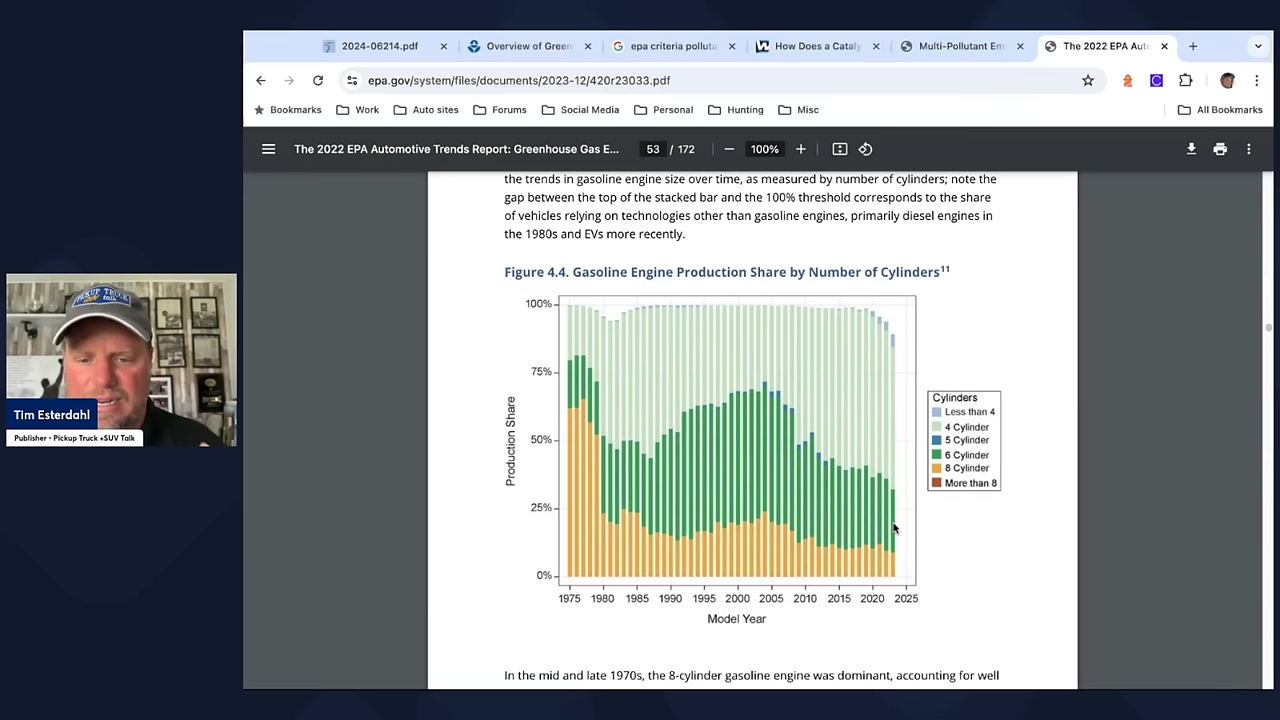 2024-06214.pdf
Overview of Green
epa criteria polluta
How Does a Cataly
Multi-Pollutant Em
The 2022 EPA Auto
epa.gov/system/files/documents/2023-12/420r23033.pdf
Bookmarks
Work
Auto sites
Forums
Social Media
Personal
Hunting
Misc
All Bookmarks
The 2022 EPA Automotive Trends Report: Greenhouse Gas E...
53 / 172
100%
the trends in gasoline engine size over time, as measured by number of cylinders; note the
gap between the top of the stacked bar and the 100% threshold corresponds to the share
of vehicles relying on technologies other than gasoline engines, primarily diesel engines in
the 1980s and EVs more recently.
Figure 4.4. Gasoline Engine Production Share by Number of Cylinders11
100%
75%
50%
25%
0%
Production Share
1975 1980 1985 1990 1995 2000 2005 2010 2015 2020 2025
Model Year
Cylinders
Less than 4
4 Cylinder
5 Cylinder
6 Cylinder
8 Cylinder
More than 8
In the mid and late 1970s, the 8-cylinder gasoline engine was dominant, accounting for well
PICKUP TRUCK
talk
Tim Esterdahl
Publisher - Pickup Truck +SUV Talk